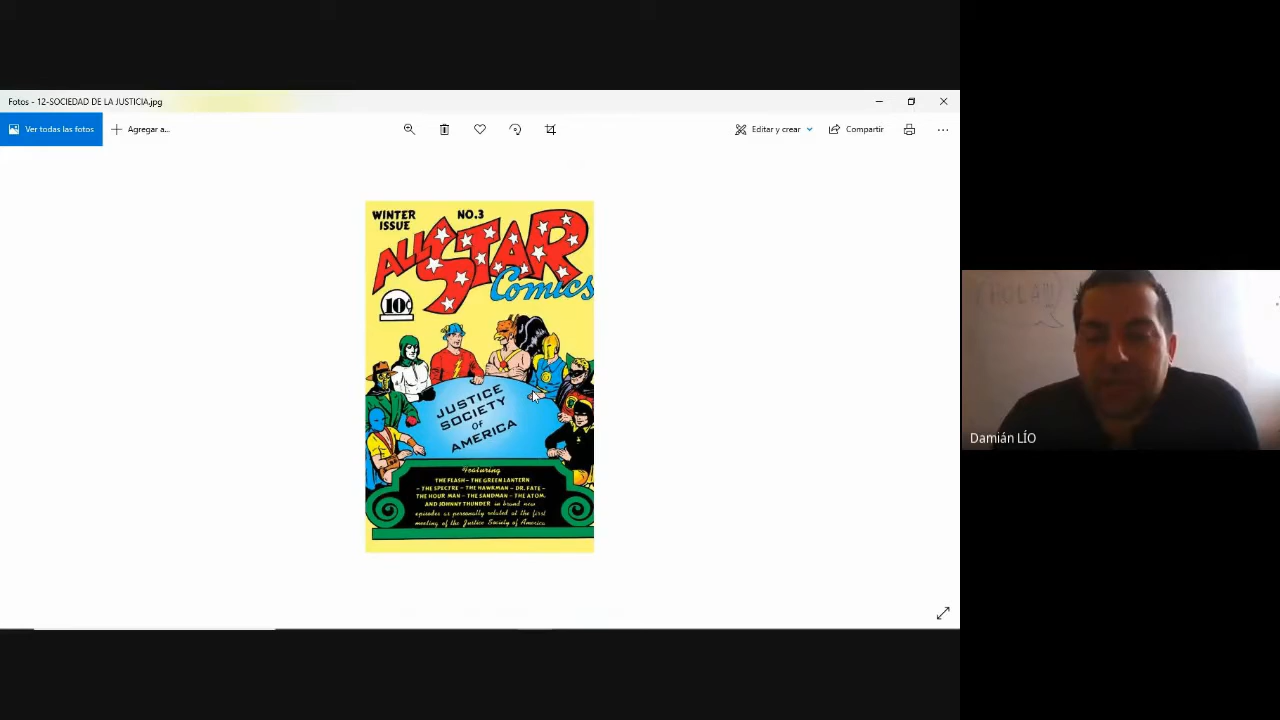 Fotos - 12-SOCIEDAD DE LA JUSTICIA.jpg
Ver todas las fotos
Agregar a...
Editar y crear
Compartir
WINTER ISSUE
NO.3
ALL STAR
Comics
10¢
JUSTICE
SOCIETY
OF
AMERICA
Featuring
THE FLASH - THE GREEN LANTERN
- THE SPECTRE - THE HAWKMAN - DR. FATE -
THE HOUR MAN - THE SANDMAN - THE ATOM,
AND JOHNNY THUNDER in brand new
episodes as personally related at the first
meeting of the Justice Society of America
HOLA
Damián LÍO